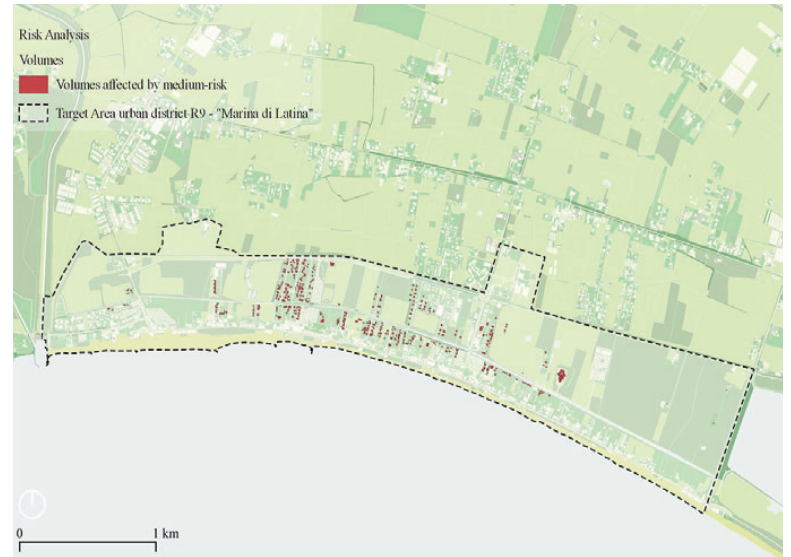 Risk Analysis
Volumes
Volumes affected by medium-risk
Target Area urban district R9 - "Marina di Latina"
0 1 km